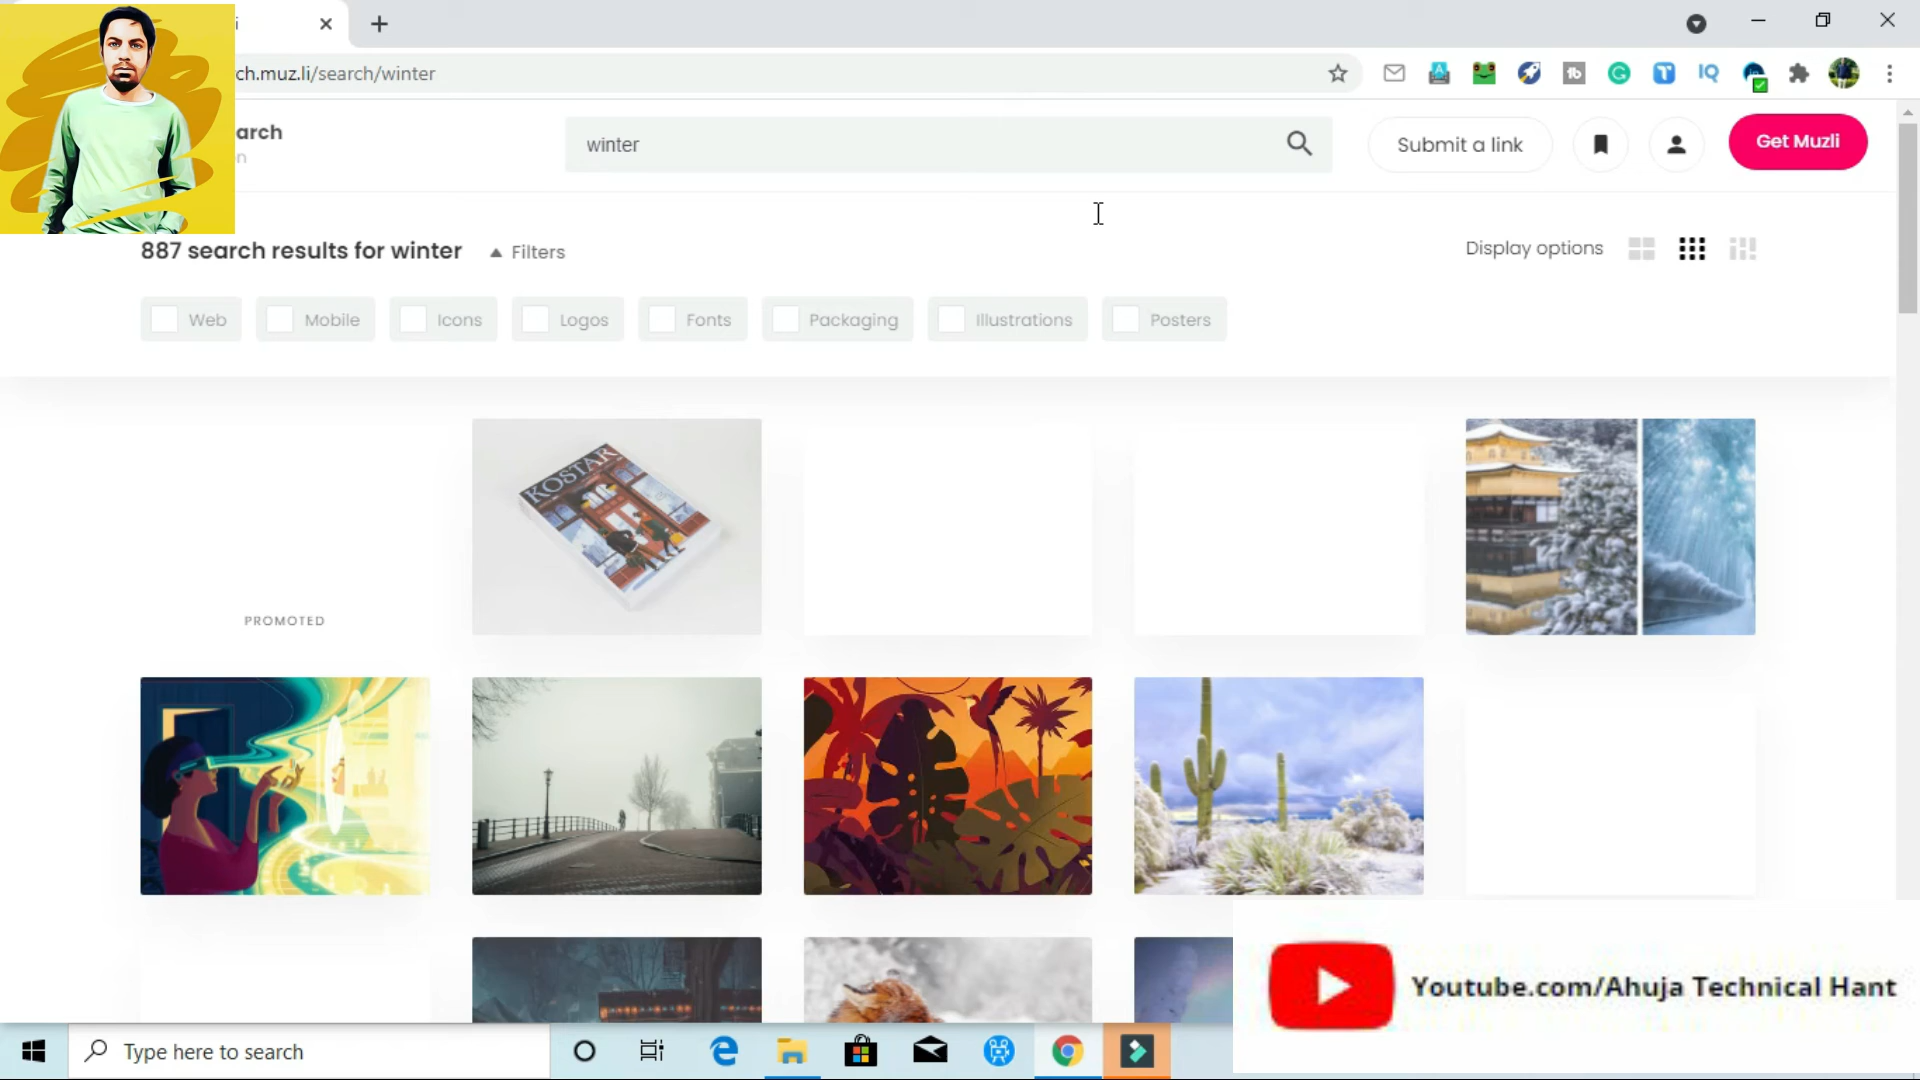 i
ch.muz.li/search/winter
arch
n
winter
Submit a link
Get Muzli
887 search results for winter
Filters
Display options
Web
Mobile
Icons
Logos
Fonts
Packaging
Illustrations
Posters
KOSTAR
PROMOTED
Youtube.com/Ahuja Technical Hant
Type here to search